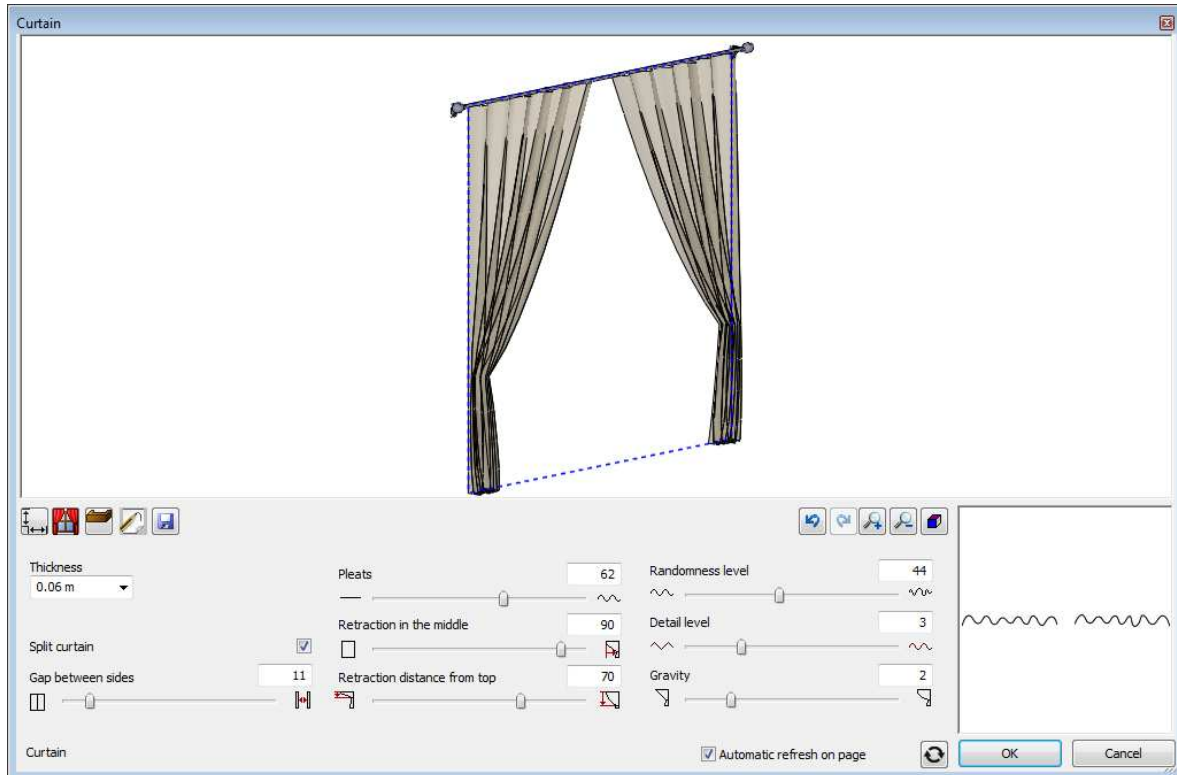 Curtain
Thickness
0.06 m
Split curtain
Gap between sides 11
Pleats 62
Retraction in the middle 90
Retraction distance from top 70
Randomness level 44
Detail level 3
Gravity 2
Curtain
Automatic refresh on page
OK
Cancel